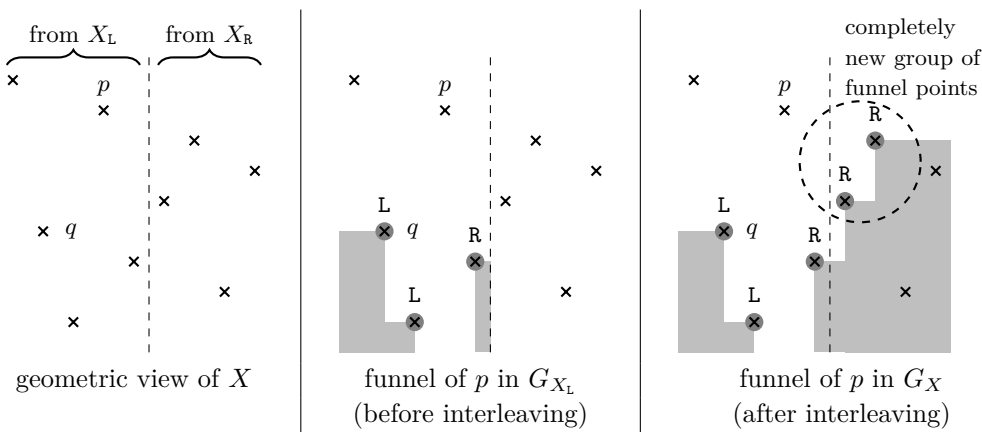 from X_L
from X_R
p
q
geometric view of X
p
L
q
R
L
funnel of p in G_{X_L}
(before interleaving)
completely
new group of
funnel points
p
R
R
L
q
R
L
funnel of p in G_X
(after interleaving)